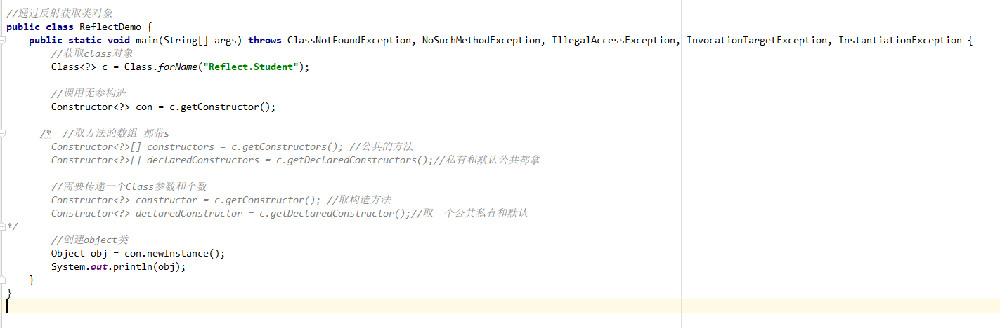 //通过反射获取类对象
public class ReflectDemo {
    public static void main(String[] args) throws ClassNotFoundException, NoSuchMethodException, IllegalAccessException, InvocationTargetException, InstantiationException {
        //获取class对象
        Class<?> c = Class.forName("Reflect.Student");
        //调用无参构造
        Constructor<?> con = c.getConstructor();
      /*  //取方法的数组 都带s
        Constructor<?>[] constructors = c.getConstructors(); //公共的方法
        Constructor<?>[] declaredConstructors = c.getDeclaredConstructors();//私有和默认公共都拿
        //需要传递一个Class参数和个数
        Constructor<?> constructor = c.getConstructor(); //取构造方法
        Constructor<?> declaredConstructor = c.getDeclaredConstructor();//取一个公共私有和默认
*/
        //创建object类
        Object obj = con.newInstance();
        System.out.println(obj);
    }
}